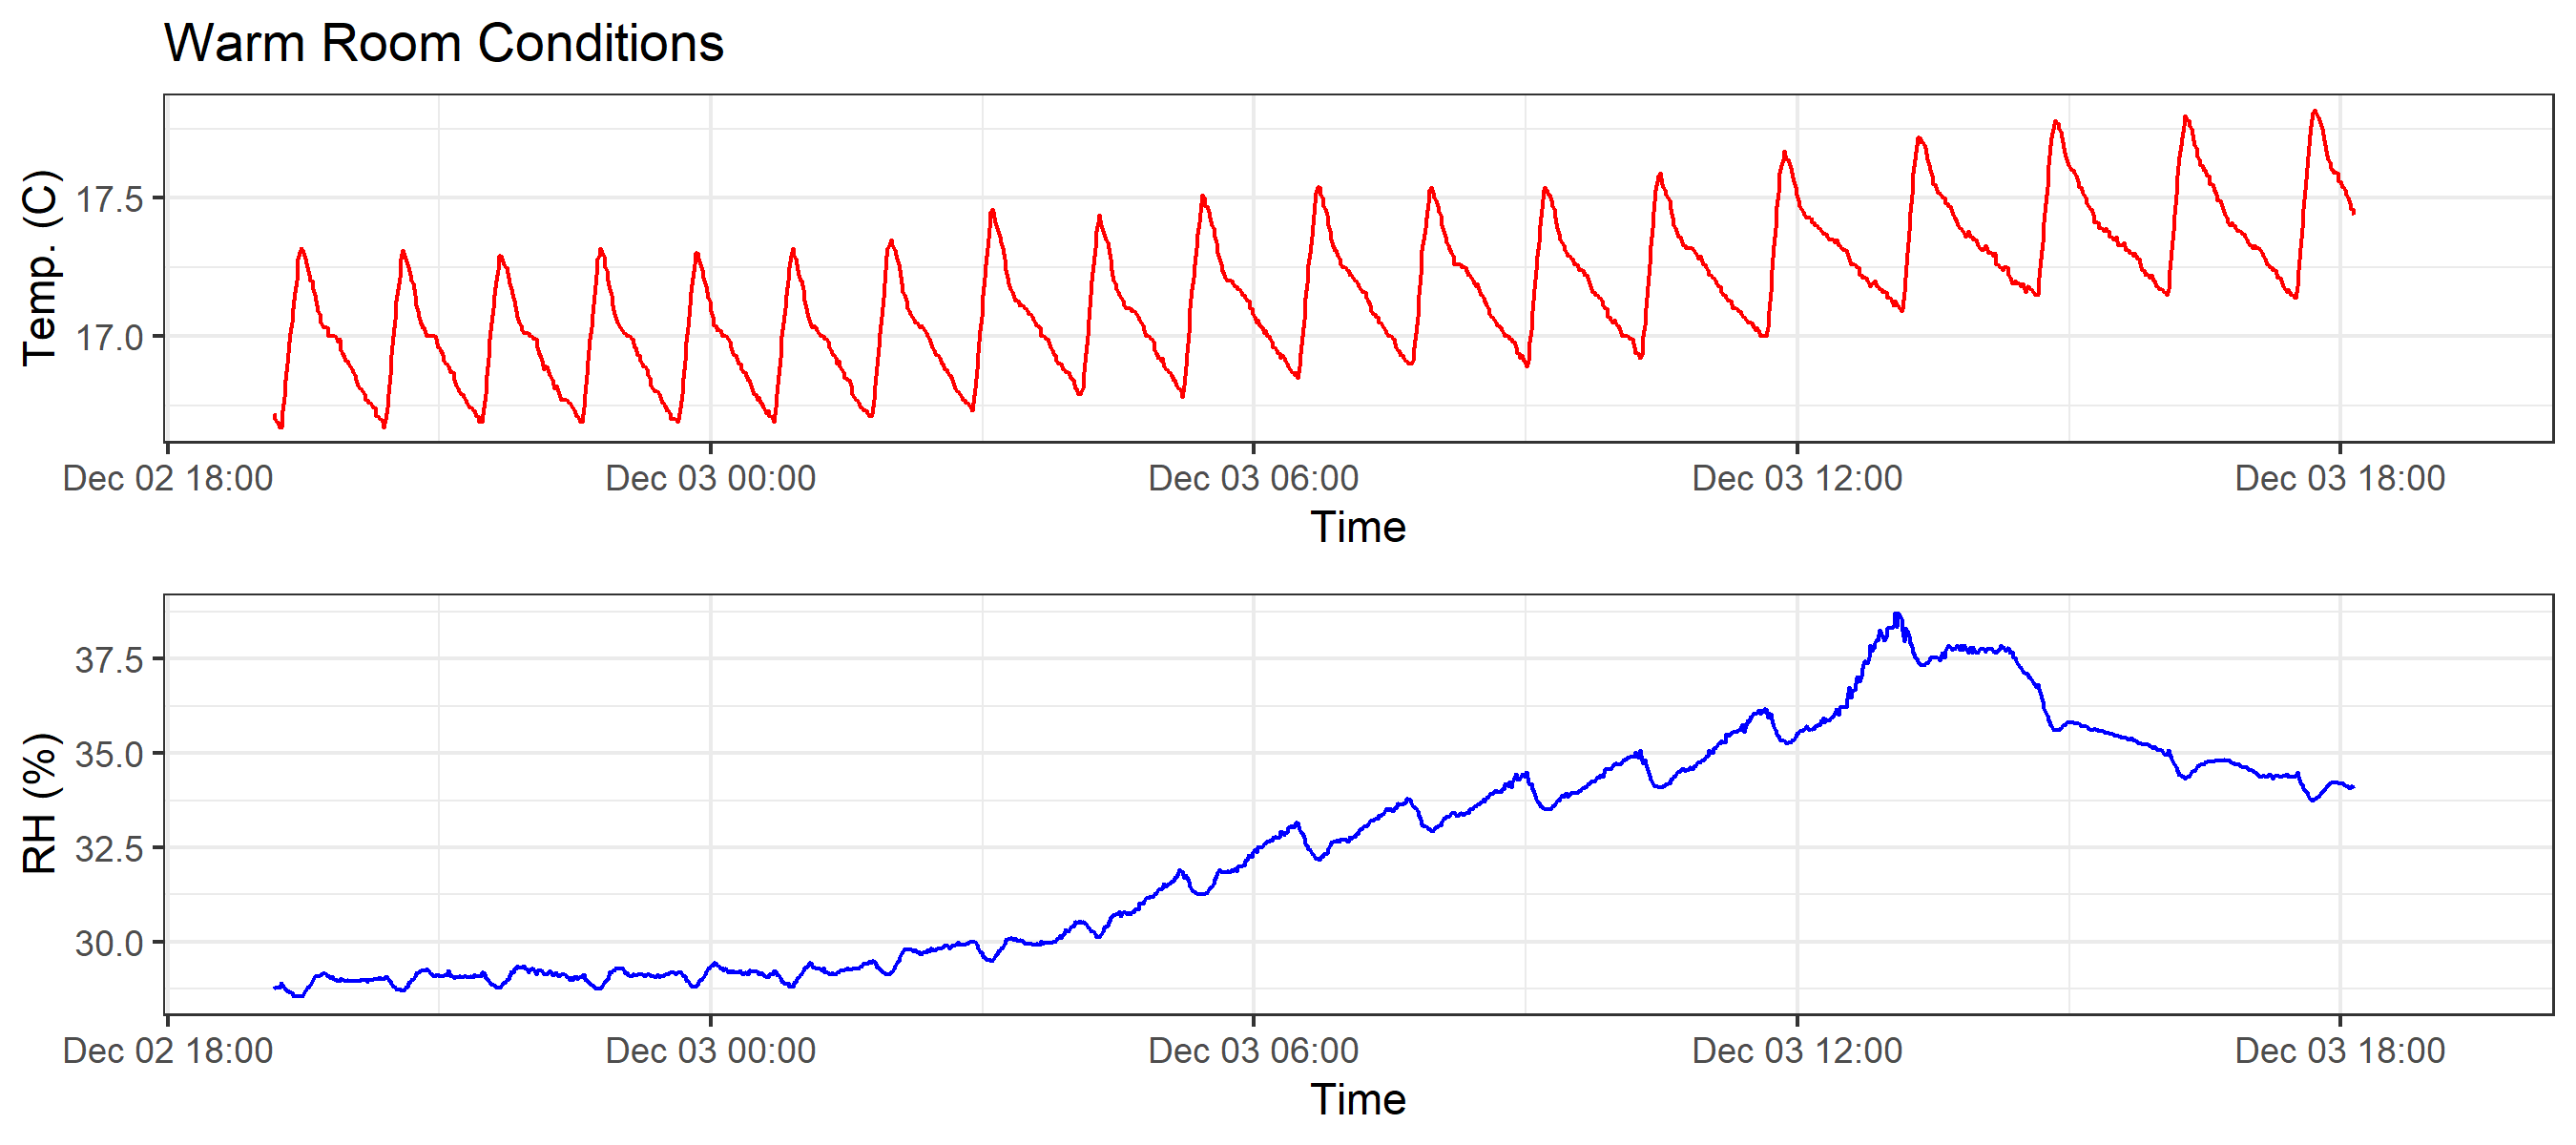 Warm Room Conditions
Temp. (C)
17.5
17.0
Dec 02 18:00 Dec 03 00:00 Dec 03 06:00 Dec 03 12:00 Dec 03 18:00
Time
RH (%)
37.5
35.0
32.5
30.0
Dec 02 18:00 Dec 03 00:00 Dec 03 06:00 Dec 03 12:00 Dec 03 18:00
Time